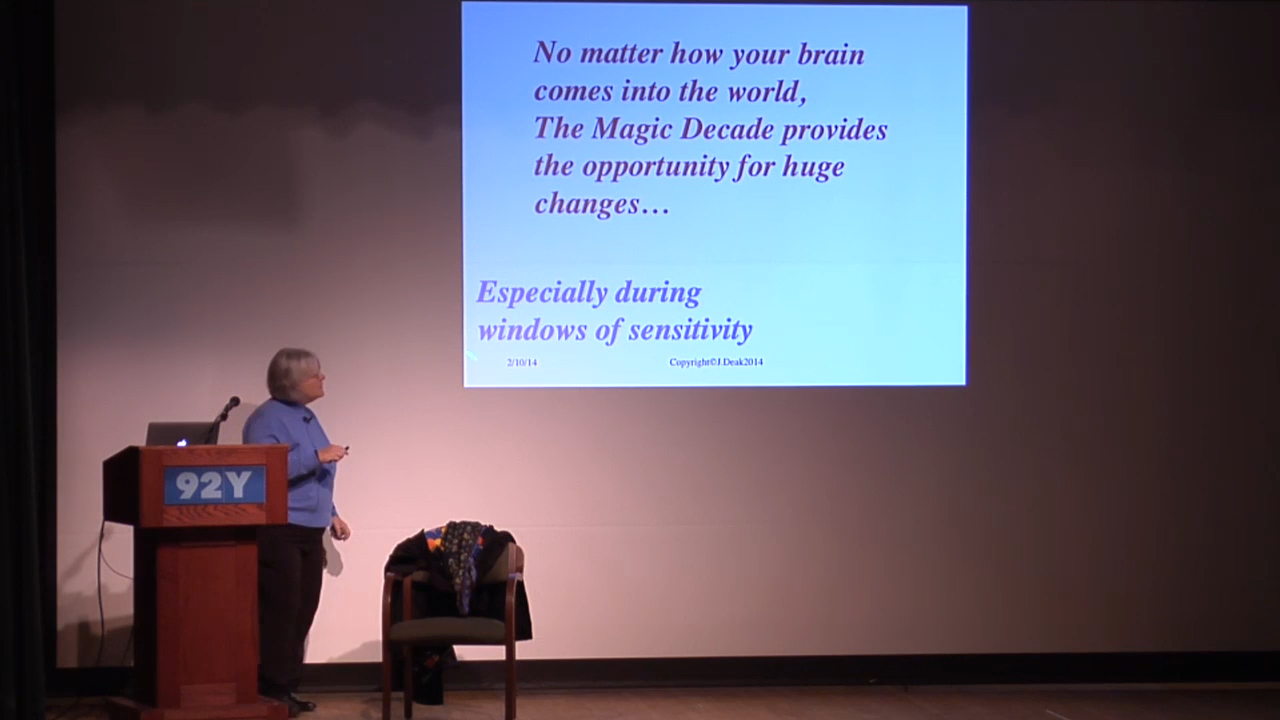 No matter how your brain
comes into the world,
The Magic Decade provides
the opportunity for huge
changes…
Especially during
windows of sensitivity
2/10/14 Copyright©J.Deak2014
92Y